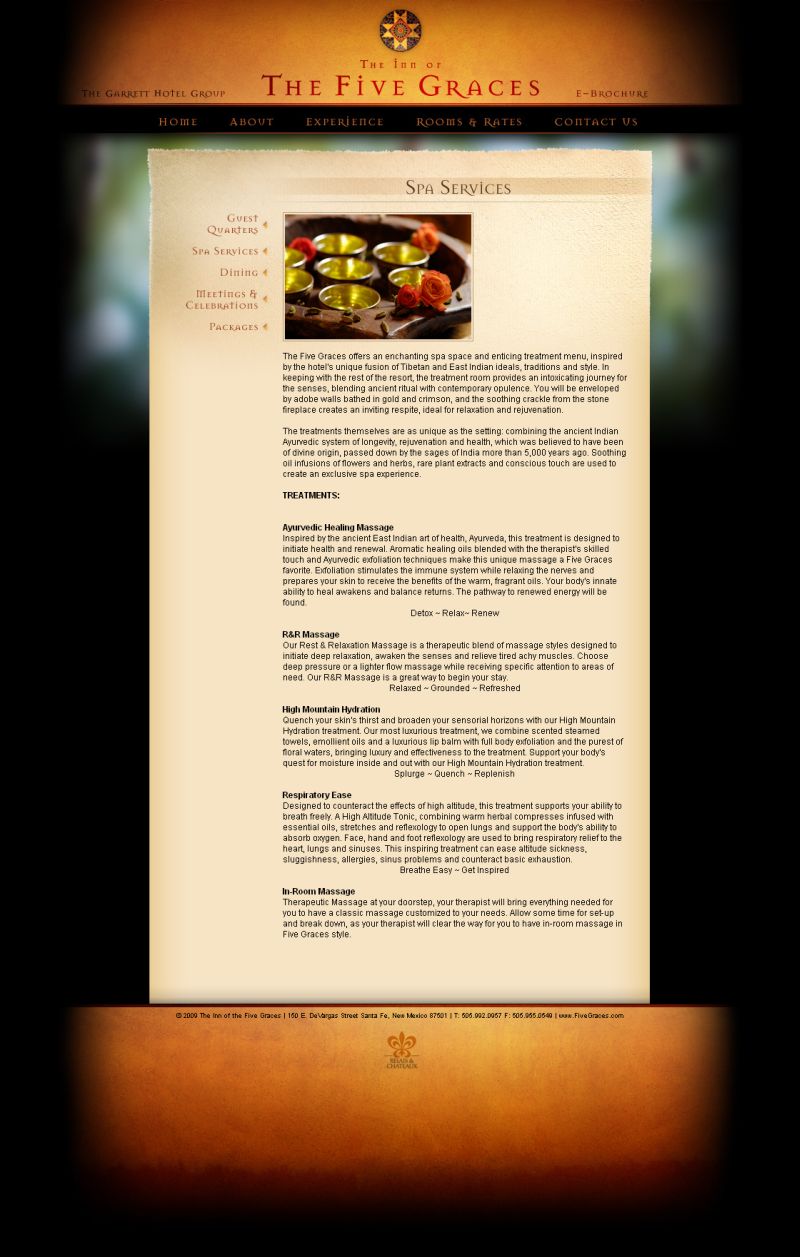 The Inn of
The Garrett Hotel Group
The Five Graces
E-Brochure
Home
About
Experience
Rooms & Rates
Contact Us
Spa Services
Guest
Quarters
Spa Services
Dining
Meetings &
Celebrations
Packages
The Five Graces offers an enchanting spa space and enticing treatment menu, inspired
by the hotel's unique fusion of Tibetan and East Indian ideals, traditions and style. In
keeping with the rest of the resort, the treatment room provides an intoxicating journey for
the senses, blending ancient ritual with contemporary opulence. You will be enveloped
by adobe walls bathed in gold and crimson, and the soothing crackle from the stone
fireplace creates an inviting respite, ideal for relaxation and rejuvenation.
The treatments themselves are as unique as the setting: combining the ancient Indian
Ayurvedic system of longevity, rejuvenation and health, which was believed to have been
of divine origin, passed down by the sages of India more than 5,000 years ago. Soothing
oil infusions of flowers and herbs, rare plant extracts and conscious touch are used to
create an exclusive spa experience.
TREATMENTS:
Ayurvedic Healing Massage
Inspired by the ancient East Indian art of health, Ayurveda, this treatment is designed to
initiate health and renewal. Aromatic healing oils blended with the therapist's skilled
touch and Ayurvedic exfoliation techniques make this unique massage a Five Graces
favorite. Exfoliation stimulates the immune system while relaxing the nerves and
prepares your skin to receive the benefits of the warm, fragrant oils. Your body's innate
ability to heal awakens and balance returns. The pathway to renewed energy will be
found.
Detox ~ Relax~ Renew
R&R Massage
Our Rest & Relaxation Massage is a therapeutic blend of massage styles designed to
initiate deep relaxation, awaken the senses and relieve tired achy muscles. Choose
deep pressure or a lighter flow massage while receiving specific attention to areas of
need. Our R&R Massage is a great way to begin your stay.
Relaxed ~ Grounded ~ Refreshed
High Mountain Hydration
Quench your skin's thirst and broaden your sensorial horizons with our High Mountain
Hydration treatment. Our most luxurious treatment, we combine scented steamed
towels, emollient oils and a luxurious lip balm with full body exfoliation and the purest of
floral waters, bringing luxury and effectiveness to the treatment. Support your body's
quest for moisture inside and out with our High Mountain Hydration treatment.
Splurge ~ Quench ~ Replenish
Respiratory Ease
Designed to counteract the effects of high altitude, this treatment supports your ability to
breath freely. A High Altitude Tonic, combining warm herbal compresses infused with
essential oils, stretches and reflexology to open lungs and support the body's ability to
absorb oxygen. Face, hand and foot reflexology are used to bring respiratory relief to the
heart, lungs and sinuses. This inspiring treatment can ease altitude sickness,
sluggishness, allergies, sinus problems and counteract basic exhaustion.
Breathe Easy ~ Get Inspired
In-Room Massage
Therapeutic Massage at your doorstep, your therapist will bring everything needed for
you to have a classic massage customized to your needs. Allow some time for set-up
and break down, as your therapist will clear the way for you to have in-room massage in
Five Graces style.
© 2009 The Inn of the Five Graces | 150 E. DeVargas Street Santa Fe, New Mexico 87501 | T: 505.992.0957 F: 505.955.0549 | www.FiveGraces.com
RELAIS &
CHATEAUX